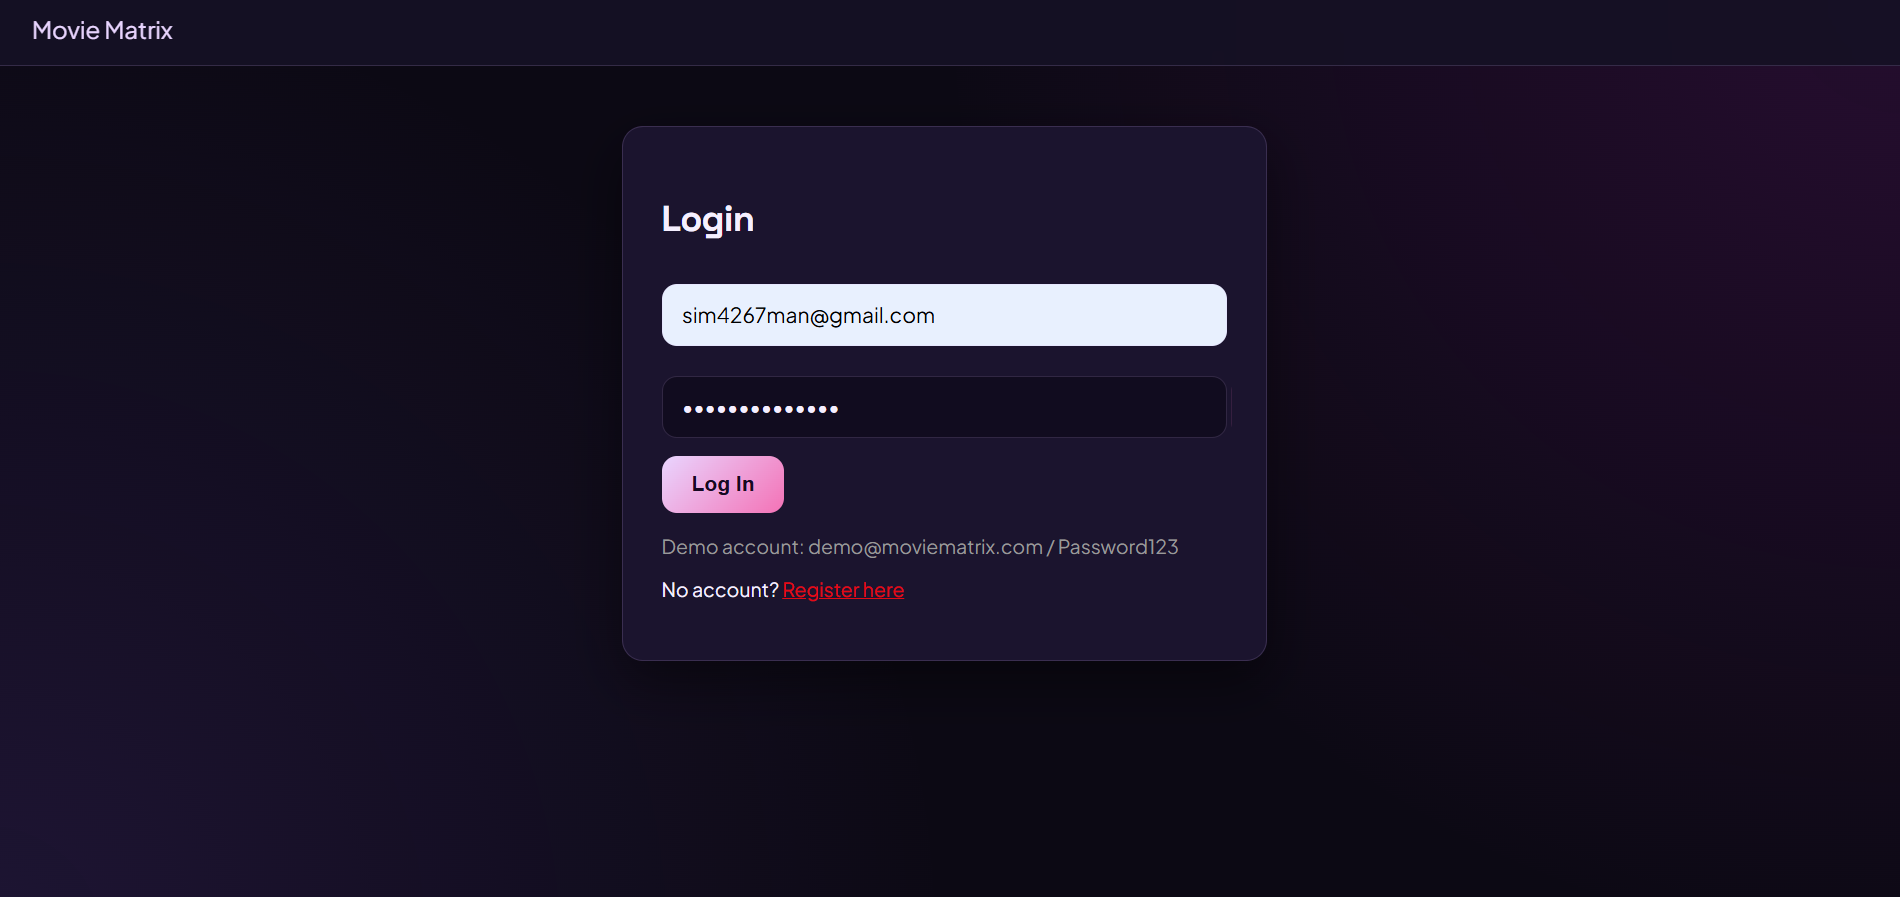 Movie Matrix
Login
sim4267man@gmail.com
••••••••••••••
Log In
Demo account: demo@moviematrix.com / Password123
No account? Register here